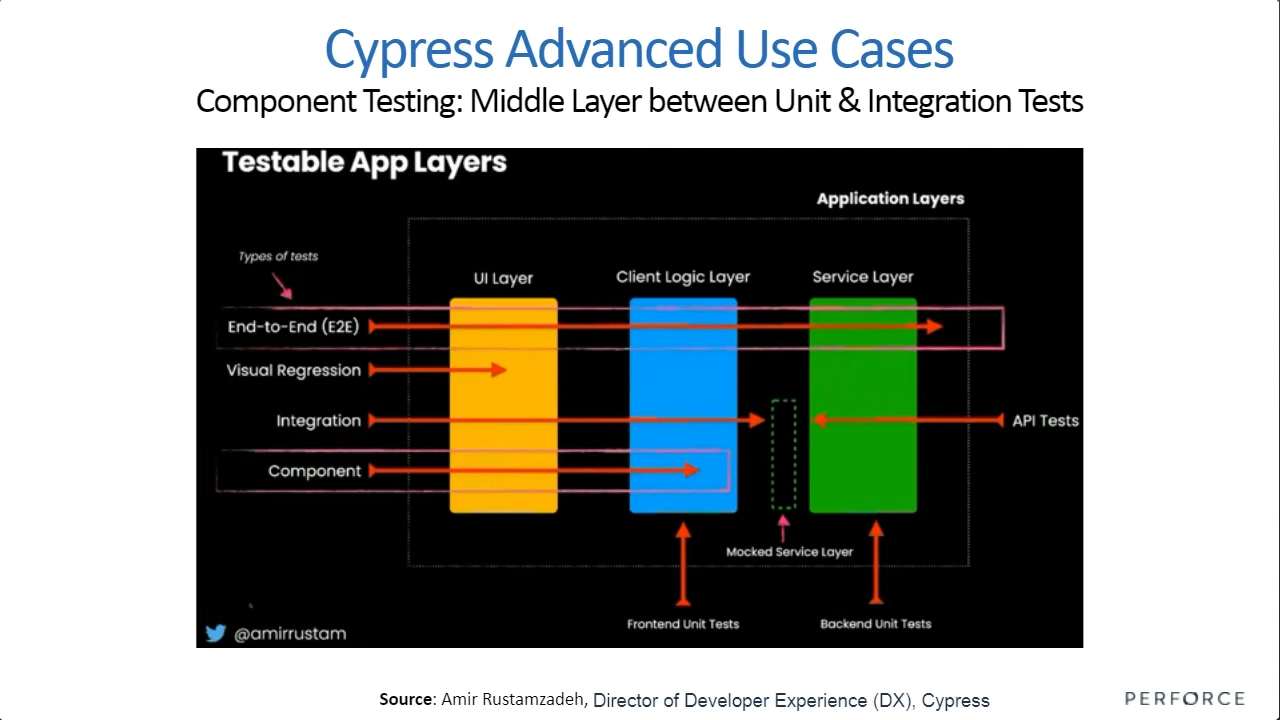 Cypress Advanced Use Cases
Component Testing: Middle Layer between Unit & Integration Tests
Testable App Layers
Application Layers
Types of tests
UI Layer
Client Logic Layer
Service Layer
End-to-End (E2E)
Visual Regression
Integration
API Tests
Component
Mocked Service Layer
Frontend Unit Tests
Backend Unit Tests
@amirrustam
Source: Amir Rustamzadeh, Director of Developer Experience (DX), Cypress
PERFORCE